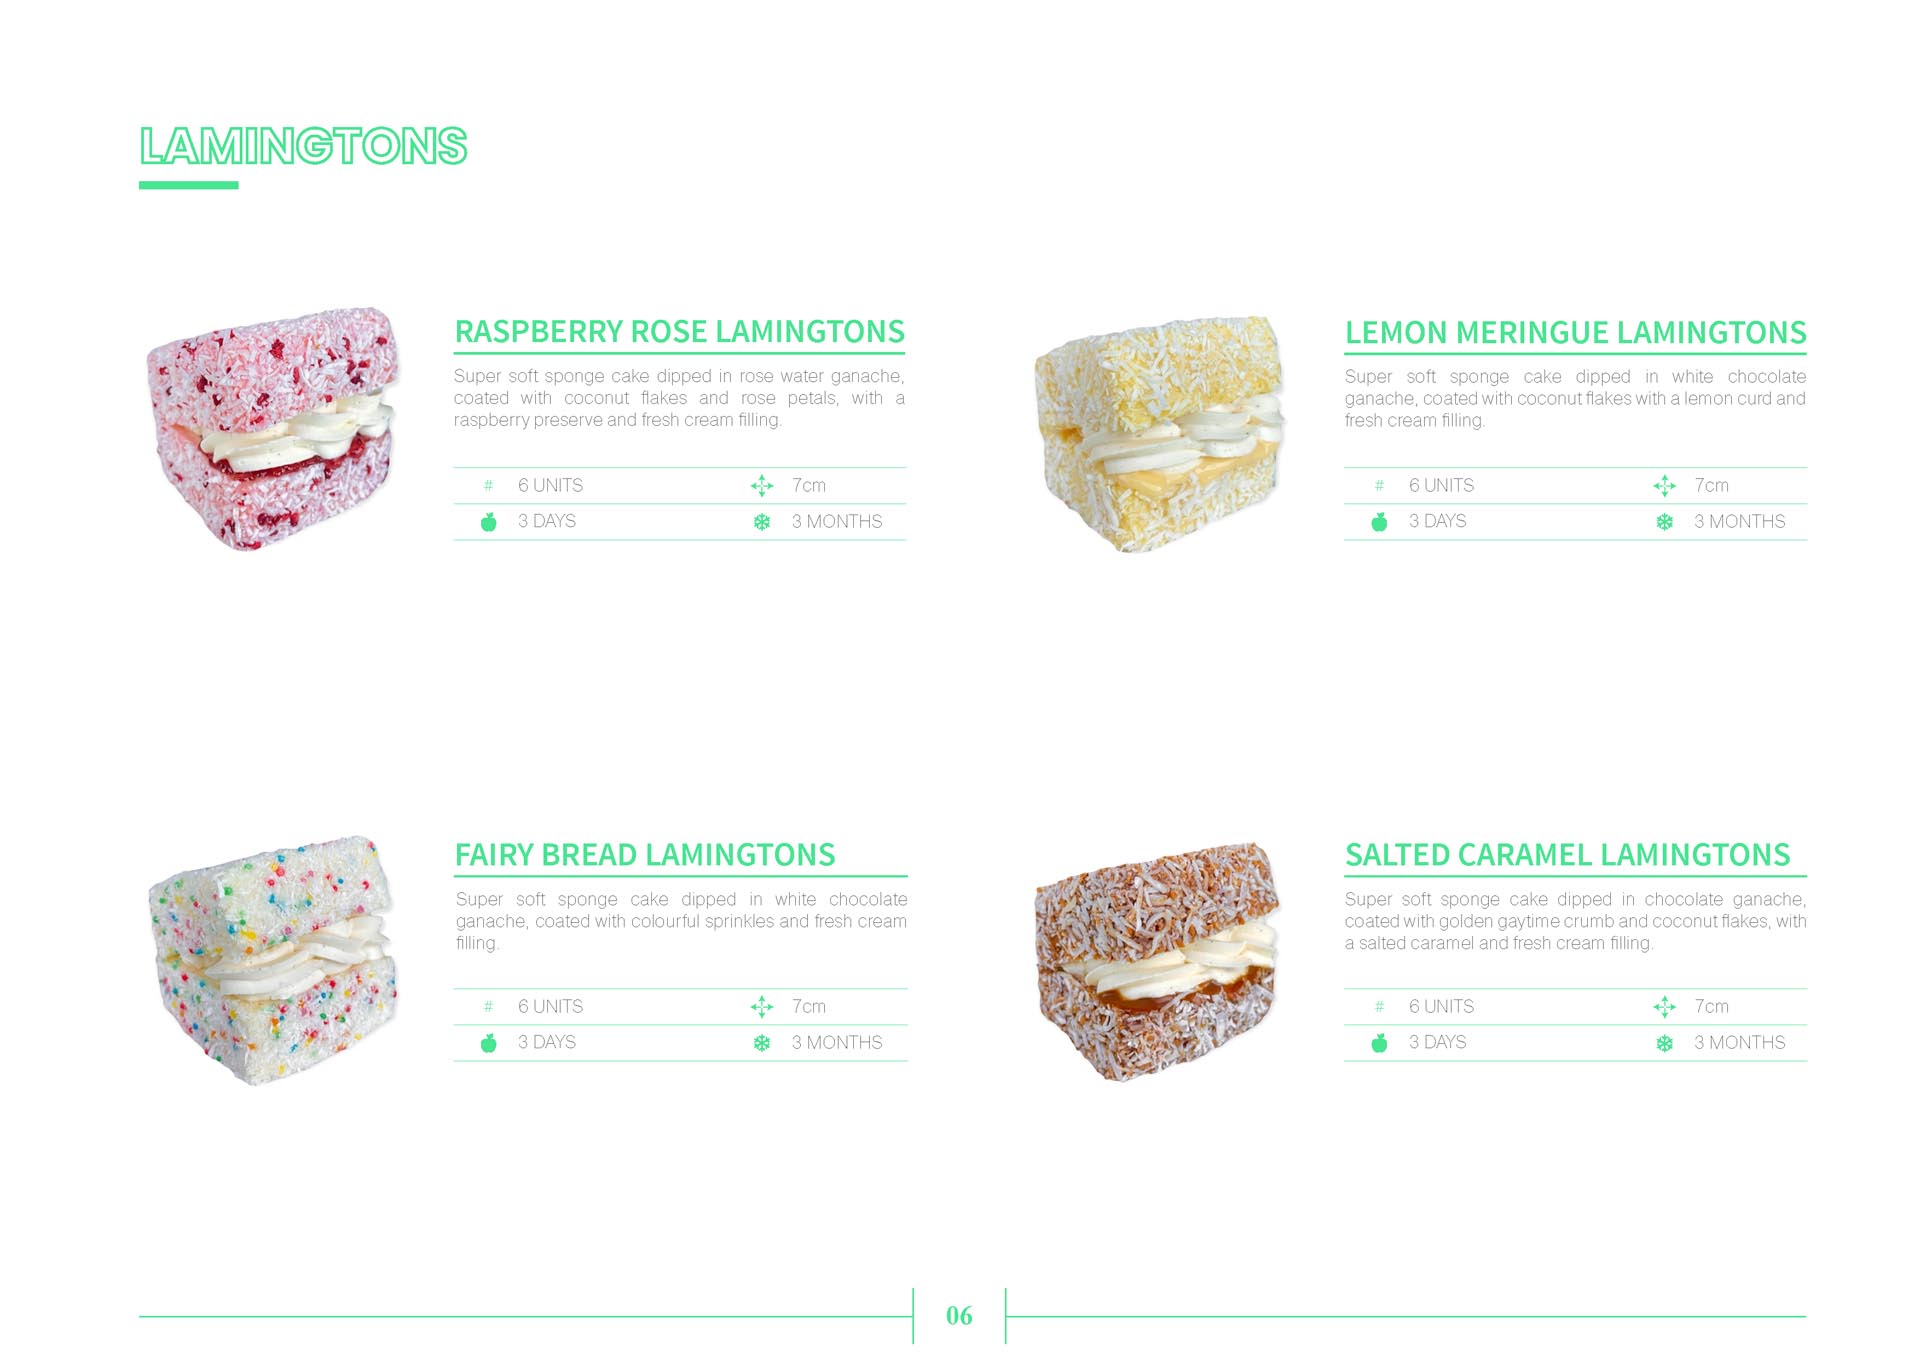 LAMINGTONS
RASPBERRY ROSE LAMINGTONS
Super soft sponge cake dipped in rose water ganache,
coated with coconut flakes and rose petals, with a
raspberry preserve and fresh cream filling.
# 6 UNITS 7cm
3 DAYS 3 MONTHS
LEMON MERINGUE LAMINGTONS
Super soft sponge cake dipped in white chocolate
ganache, coated with coconut flakes with a lemon curd and
fresh cream filling.
# 6 UNITS 7cm
3 DAYS 3 MONTHS
FAIRY BREAD LAMINGTONS
Super soft sponge cake dipped in white chocolate
ganache, coated with colourful sprinkles and fresh cream
filling.
# 6 UNITS 7cm
3 DAYS 3 MONTHS
SALTED CARAMEL LAMINGTONS
Super soft sponge cake dipped in chocolate ganache,
coated with golden gaytime crumb and coconut flakes, with
a salted caramel and fresh cream filling.
# 6 UNITS 7cm
3 DAYS 3 MONTHS
06